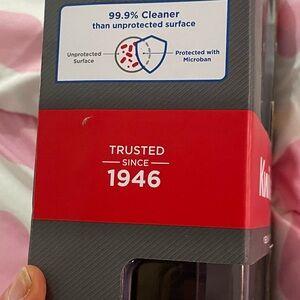 99.9% Cleaner
than unprotected surface
Unprotected
Surface
Protected with
Microban
TRUSTED
SINCE
1946